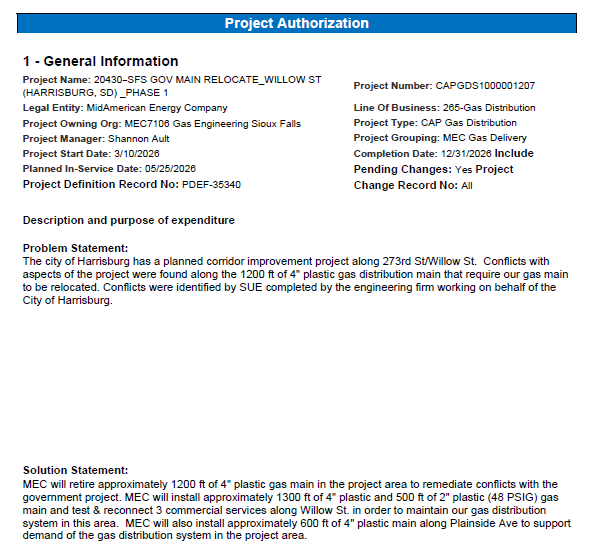 Project Authorization
1 - General Information
Project Name: 20430–SFS GOV MAIN RELOCATE_WILLOW ST
(HARRISBURG, SD) _PHASE 1
Project Number: CAPGDS1000001207
Legal Entity: MidAmerican Energy Company
Line Of Business: 265-Gas Distribution
Project Owning Org: MEC7106 Gas Engineering Sioux Falls
Project Type: CAP Gas Distribution
Project Manager: Shannon Ault
Project Grouping: MEC Gas Delivery
Project Start Date: 3/10/2026
Completion Date: 12/31/2026 Include
Planned In-Service Date: 05/25/2026
Pending Changes: Yes Project
Project Definition Record No: PDEF-35340
Change Record No: All
Description and purpose of expenditure
Problem Statement:
The city of Harrisburg has a planned corridor improvement project along 273rd St/Willow St.  Conflicts with
aspects of the project were found along the 1200 ft of 4" plastic gas distribution main that require our gas main
to be relocated. Conflicts were identified by SUE completed by the engineering firm working on behalf of the
City of Harrisburg.
Solution Statement:
MEC will retire approximately 1200 ft of 4" plastic gas main in the project area to remediate conflicts with the
government project. MEC will install approximately 1300 ft of 4" plastic and 500 ft of 2" plastic (48 PSIG) gas
main and test & reconnect 3 commercial services along Willow St. in order to maintain our gas distribution
system in this area.  MEC will also install approximately 600 ft of 4" plastic main along Plainside Ave to support
demand of the gas distribution system in the project area.